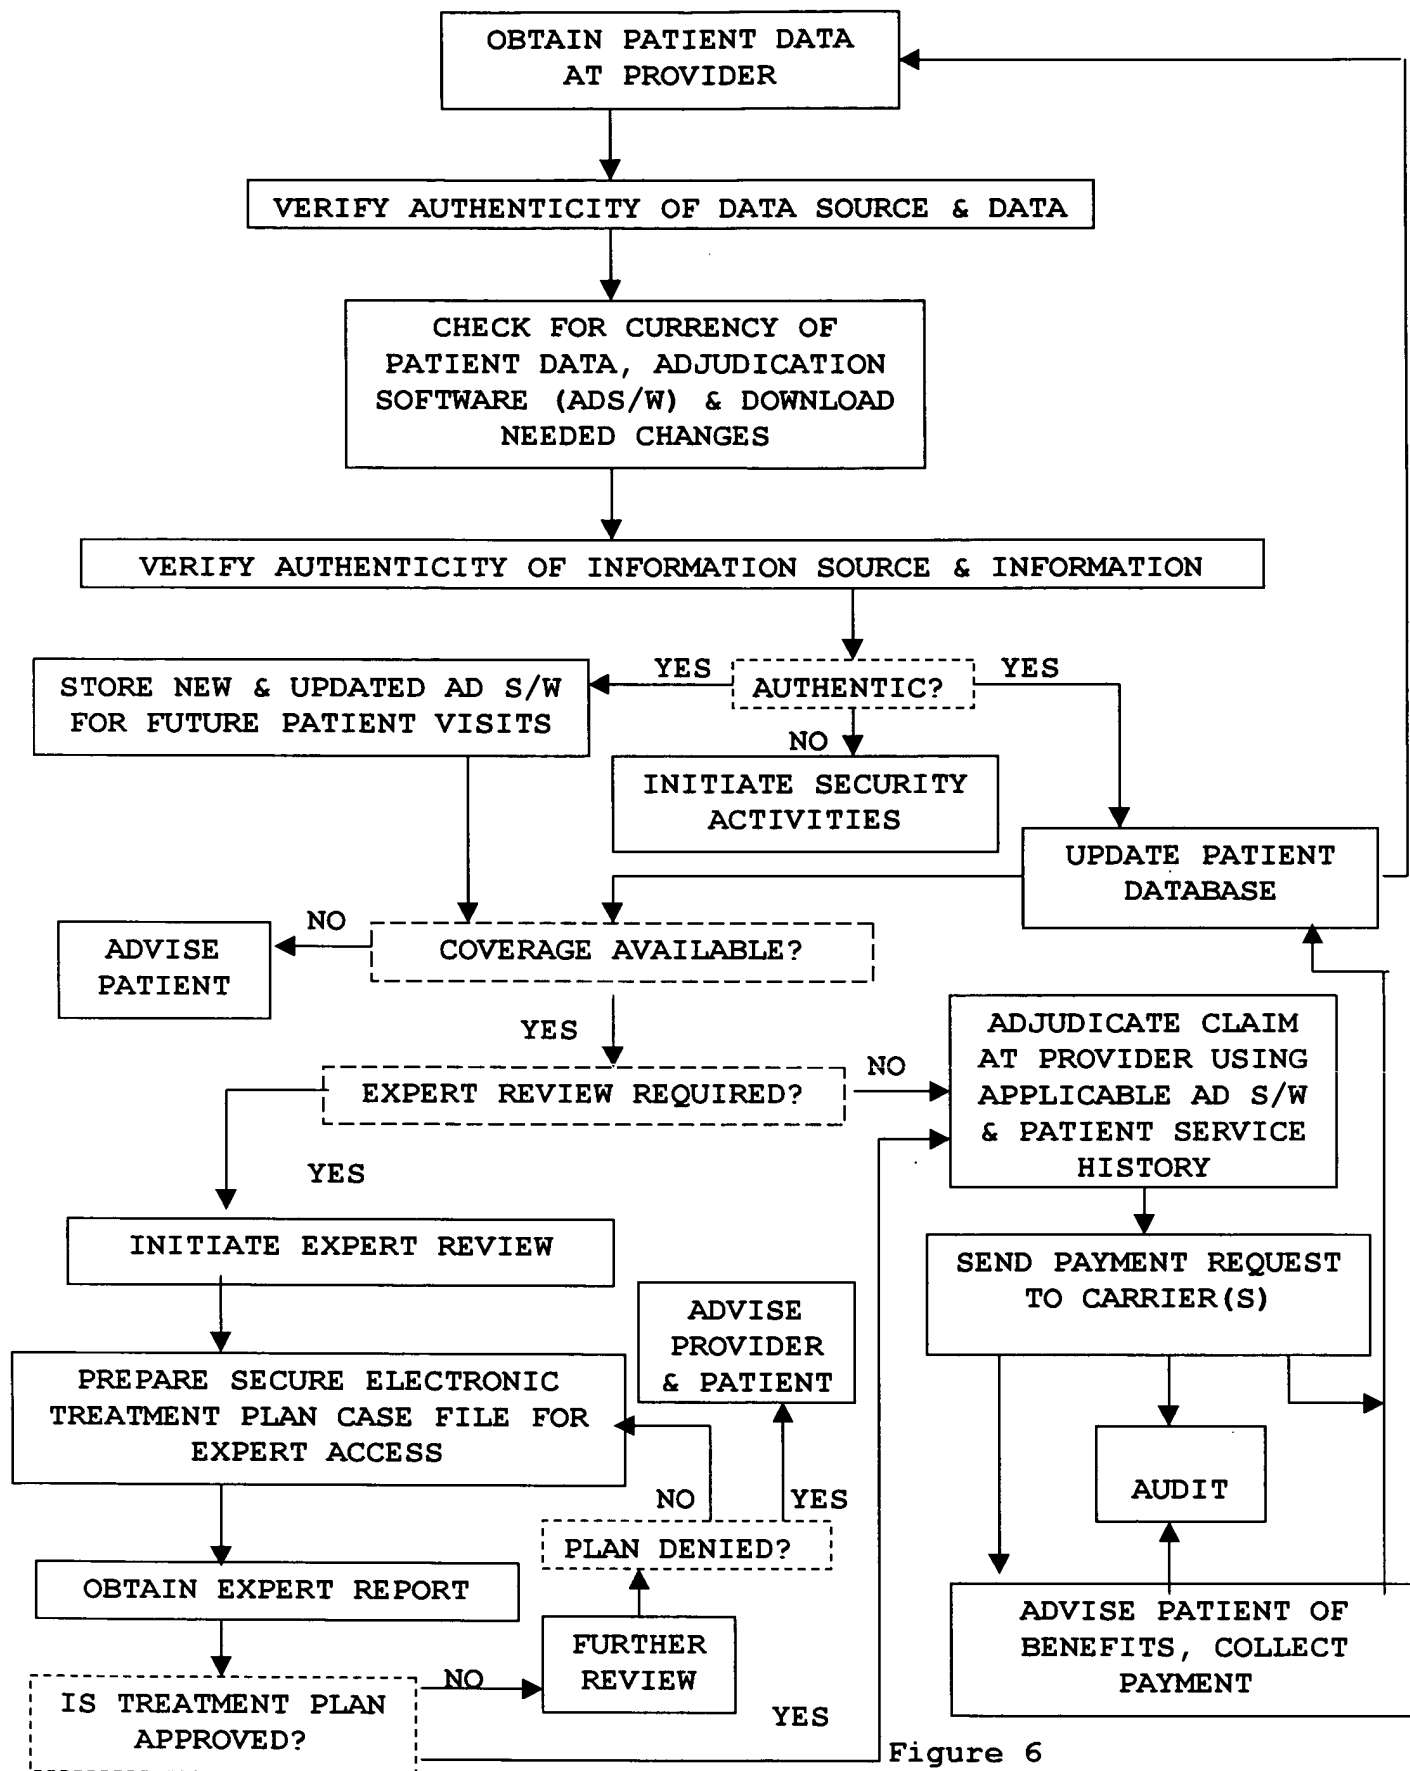 OBTAIN PATIENT DATA
AT PROVIDER
VERIFY AUTHENTICITY OF DATA SOURCE & DATA
CHECK FOR CURRENCY OF
PATIENT DATA, ADJUDICATION
SOFTWARE (ADS/W) & DOWNLOAD
NEEDED CHANGES
VERIFY AUTHENTICITY OF INFORMATION SOURCE & INFORMATION
YES
AUTHENTIC?
YES
STORE NEW & UPDATED AD S/W
FOR FUTURE PATIENT VISITS
NO
INITIATE SECURITY
ACTIVITIES
UPDATE PATIENT
DATABASE
NO
ADVISE
PATIENT
COVERAGE AVAILABLE?
YES
EXPERT REVIEW REQUIRED?
NO
ADJUDICATE CLAIM
AT PROVIDER USING
APPLICABLE AD S/W
& PATIENT SERVICE
HISTORY
YES
INITIATE EXPERT REVIEW
SEND PAYMENT REQUEST
TO CARRIER(S)
ADVISE
PROVIDER
& PATIENT
PREPARE SECURE ELECTRONIC
TREATMENT PLAN CASE FILE FOR
EXPERT ACCESS
NO
YES
AUDIT
PLAN DENIED?
OBTAIN EXPERT REPORT
FURTHER
REVIEW
ADVISE PATIENT OF
BENEFITS, COLLECT
PAYMENT
NO
IS TREATMENT PLAN
APPROVED?
YES
Figure 6